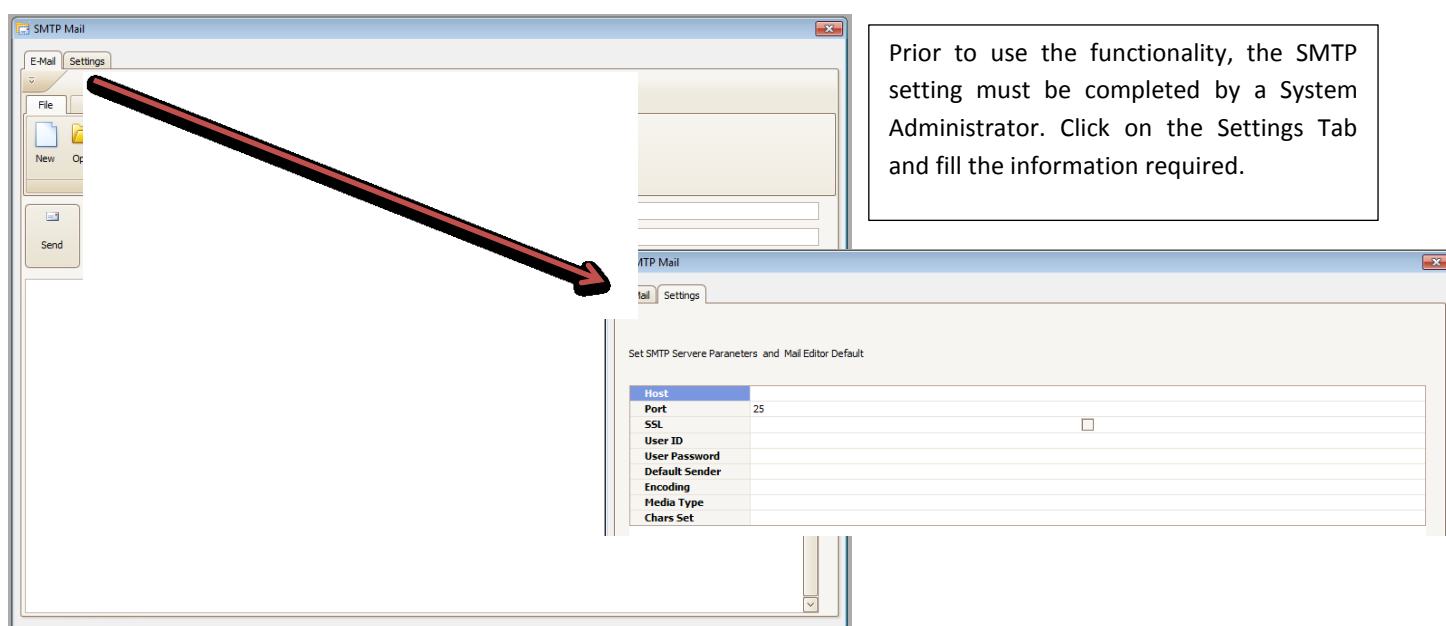 SMTP Mail
E-Mail Settings
File
New
Send
Prior to use the functionality, the SMTP
setting must be completed by a System
Administrator. Click on the Settings Tab
and fill the information required.
Mail
Settings
Set SMTP Servere Paraneters and Mail Editor Default
Host
Port 25
SSL
User ID
User Password
Default Sender
Encoding
Media Type
Chars Set